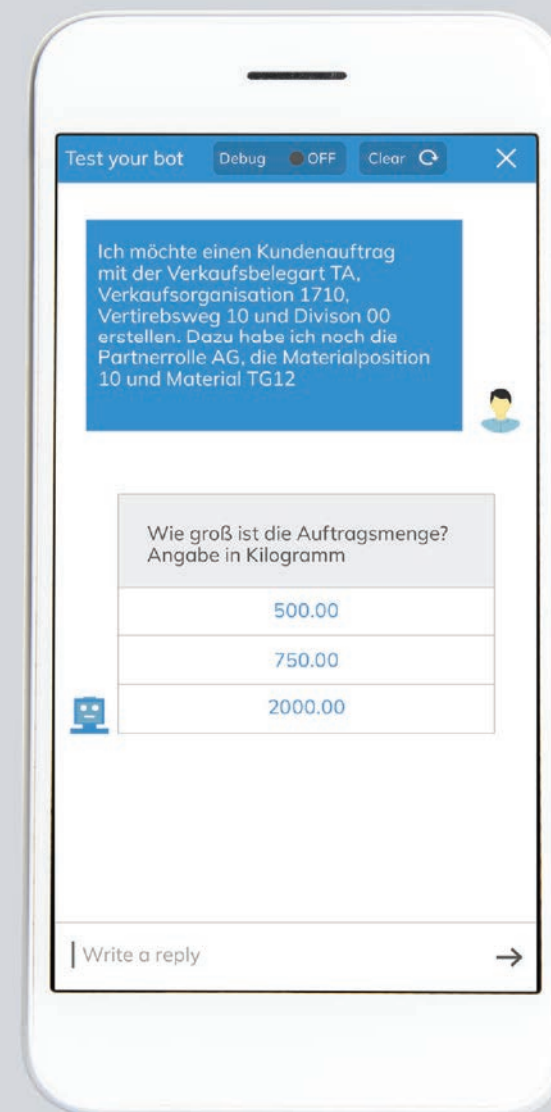 Test your bot Debug OFF Clear
Ich möchte einen Kundenauftrag
mit der Verkaufsbelegart TA,
Verkaufsorganisation 1710,
Vertirebsweg 10 und Divison 00
erstellen. Dazu habe ich noch die
Partnerrolle AG, die Materialposition
10 und Material TG12
Wie groß ist die Auftragsmenge?
Angabe in Kilogramm
500.00
750.00
2000.00
Write a reply